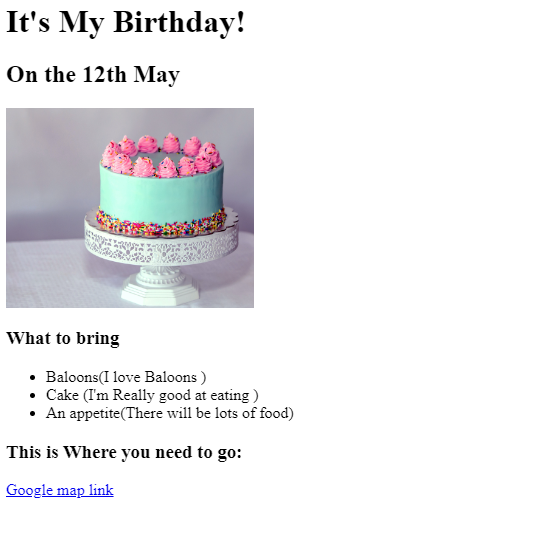 It's My Birthday!
On the 12th May
What to bring
Baloons(I love Baloons )
Cake (I'm Really good at eating )
An appetite(There will be lots of food)
This is Where you need to go:
Google map link